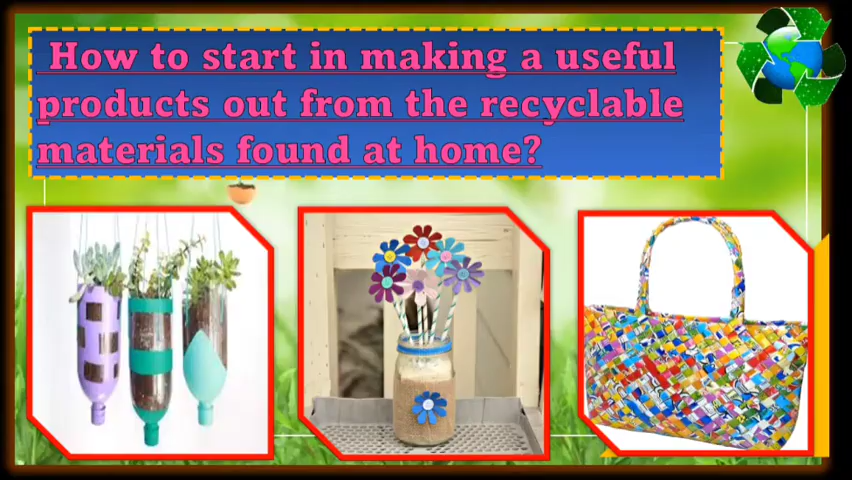 How to start in making a useful
products out from the recyclable
materials found at home?